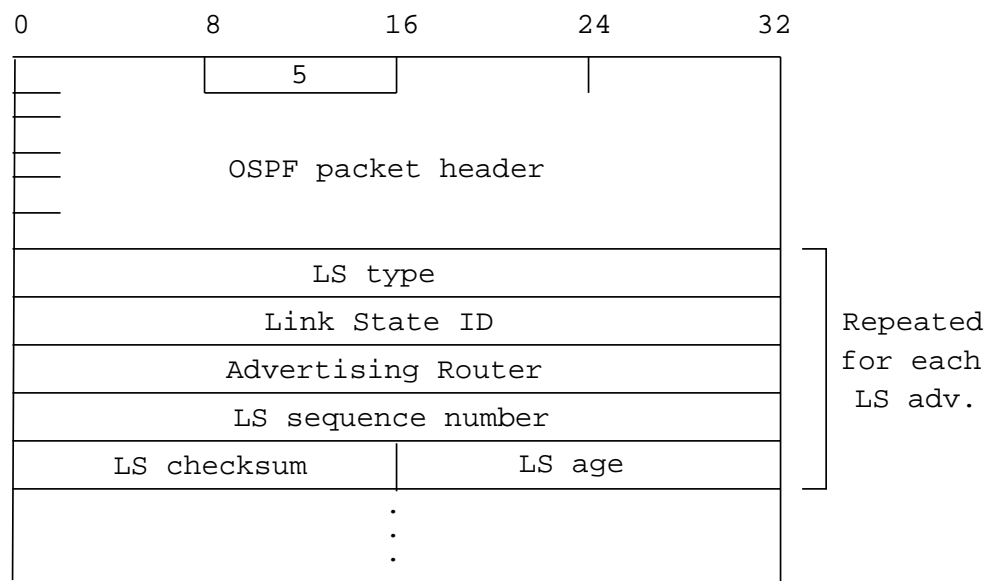 0 8 16 24 32
5
OSPF packet header
LS type
Link State ID
Advertising Router
LS sequence number
LS checksum LS age
Repeated
for each
LS adv.
.
.
.